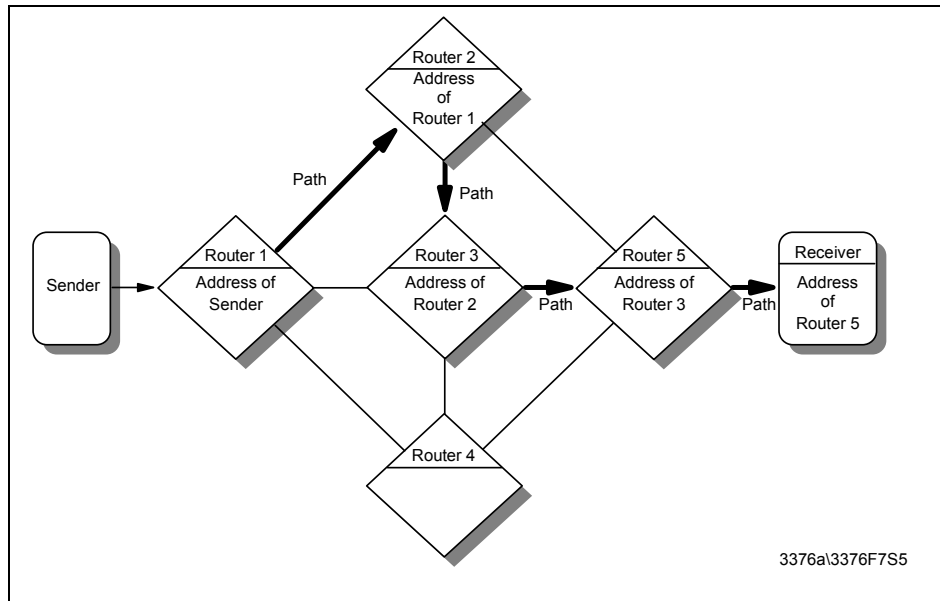 Router 2
Address
of
Router 1
Path
Path
Sender
Router 1
Address of
Sender
Router 3
Address of
Router 2
Path
Router 5
Address of
Router 3
Path
Receiver
Address
of
Router 5
Router 4
3376a\3376F7S5